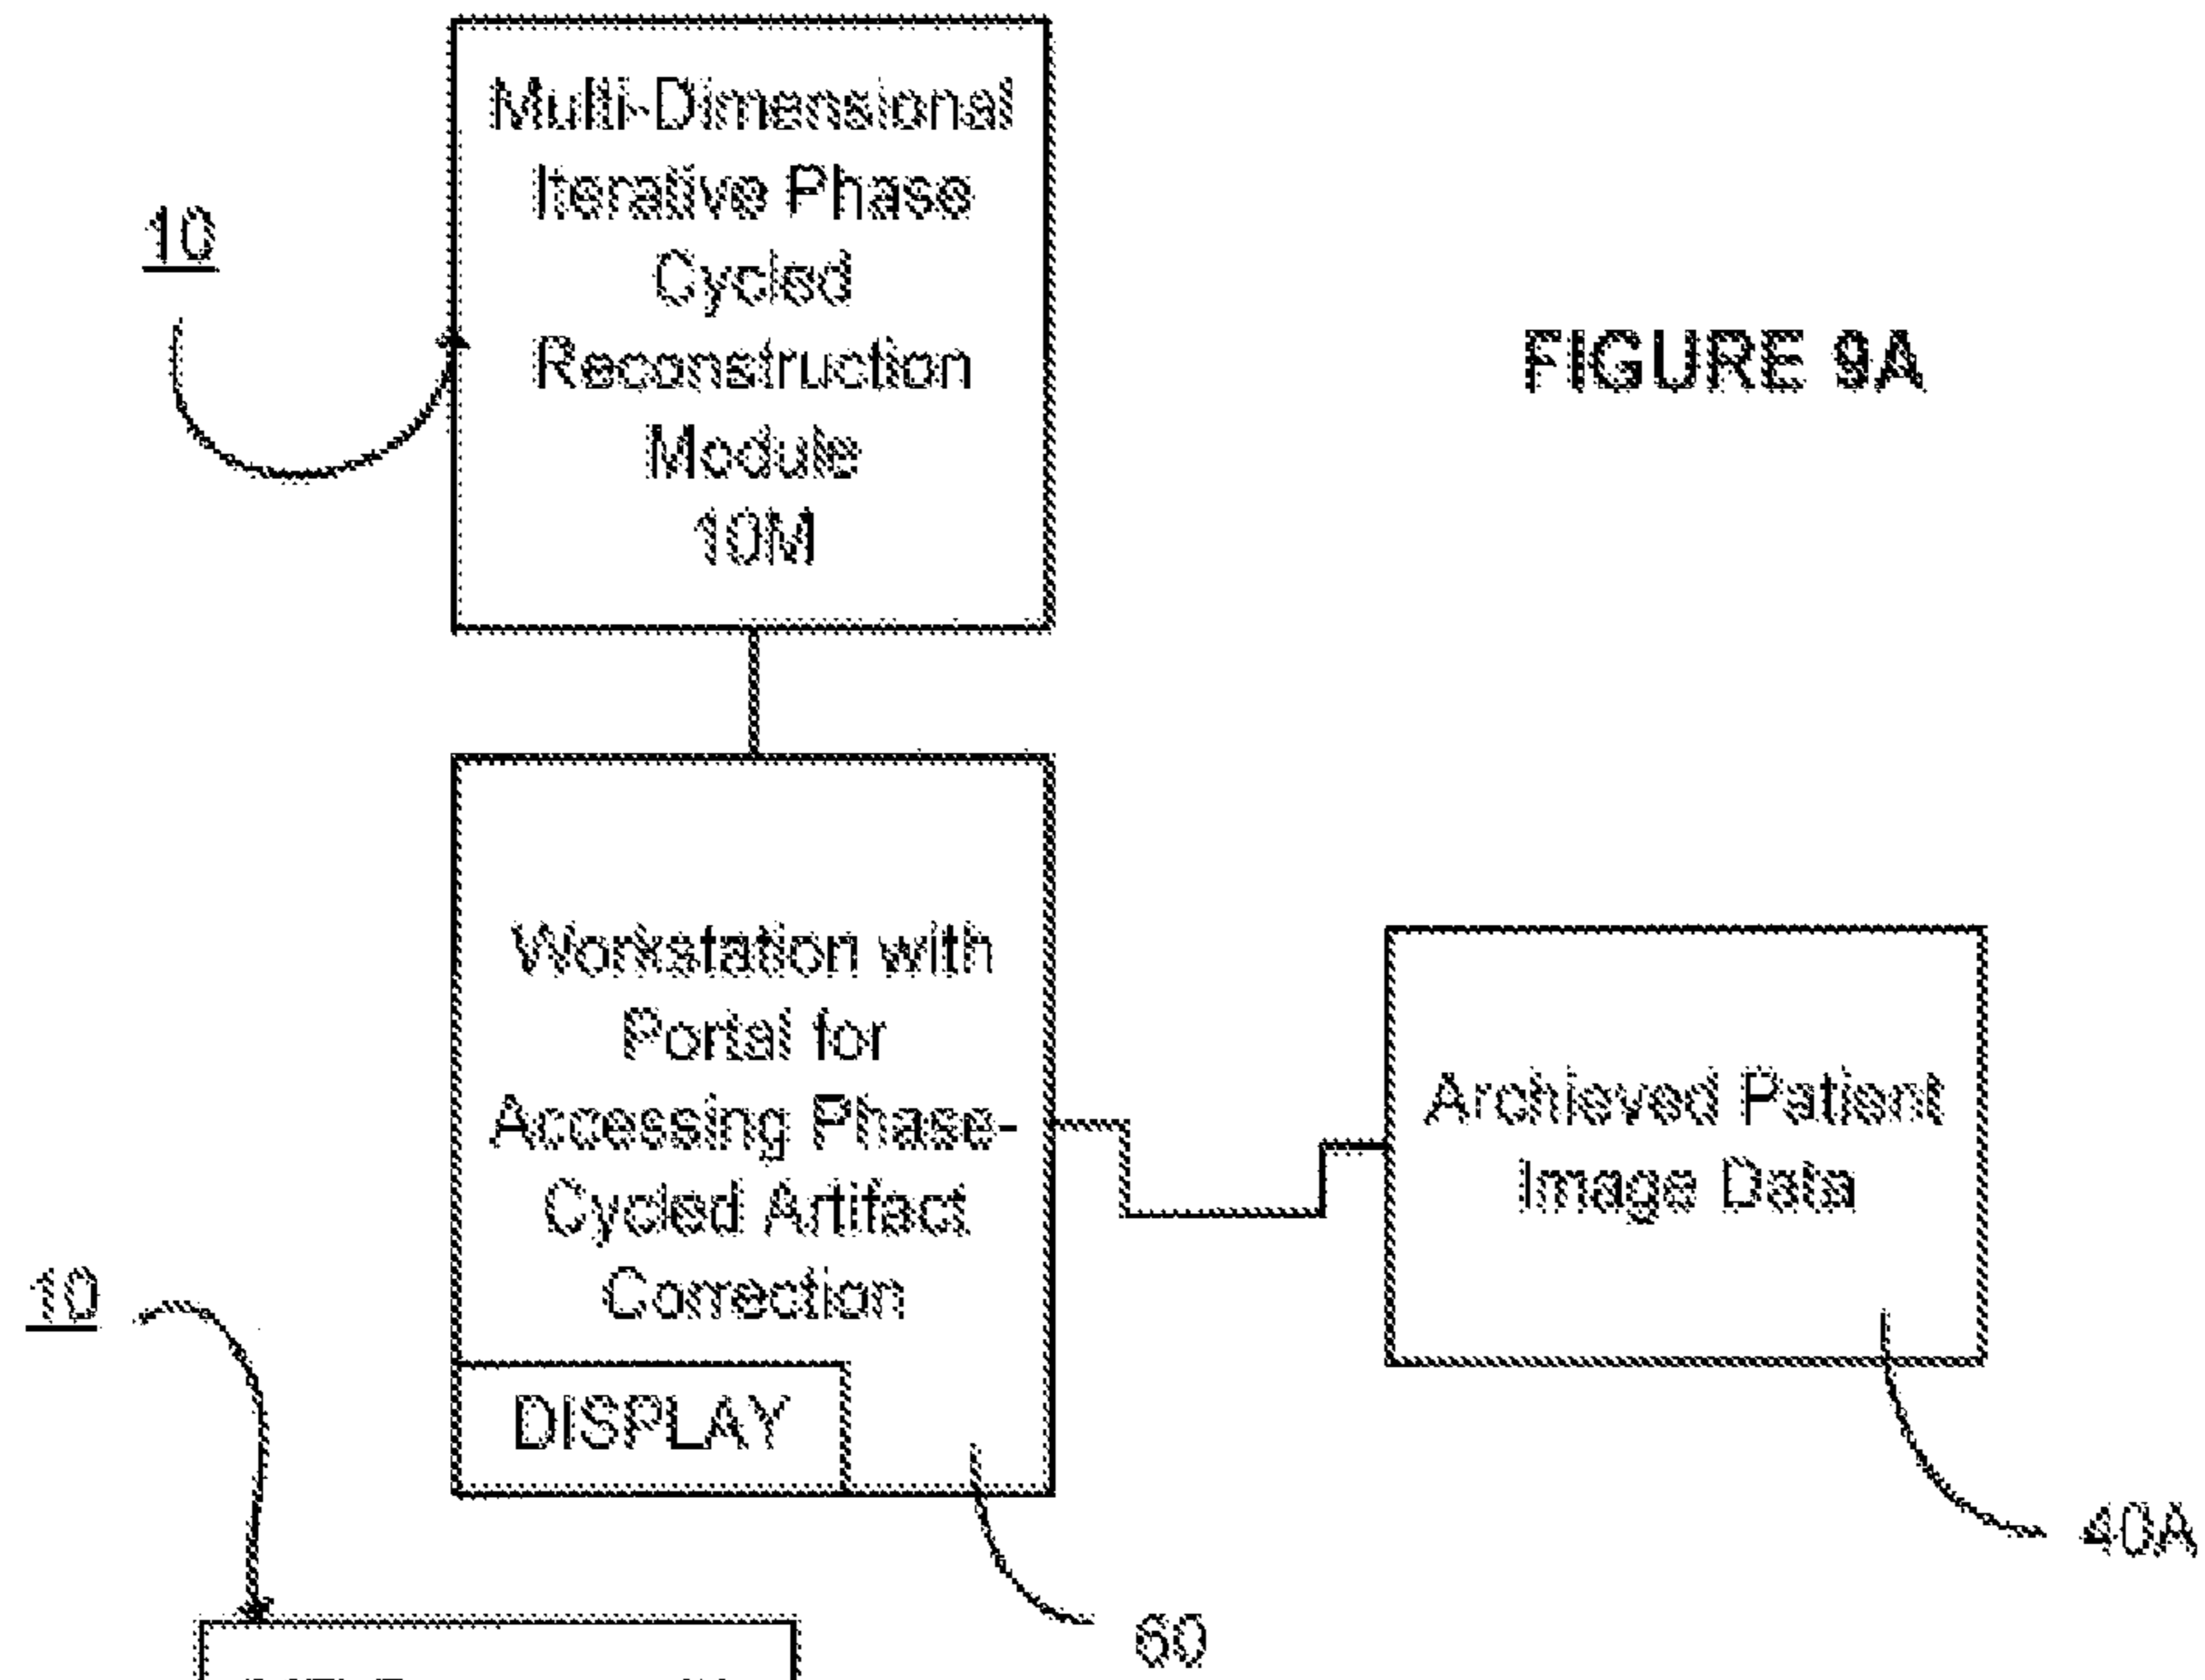 Multi-Dimensional
Iterative Phase
Cycled
Reconstruction
Module
10M
10
FIGURE 9A
Workstation with
Portal for
Accessing Phase-
Cycled Artifact
Correction
DISPLAY
Archieved Patient
Image Data
10
40A
60